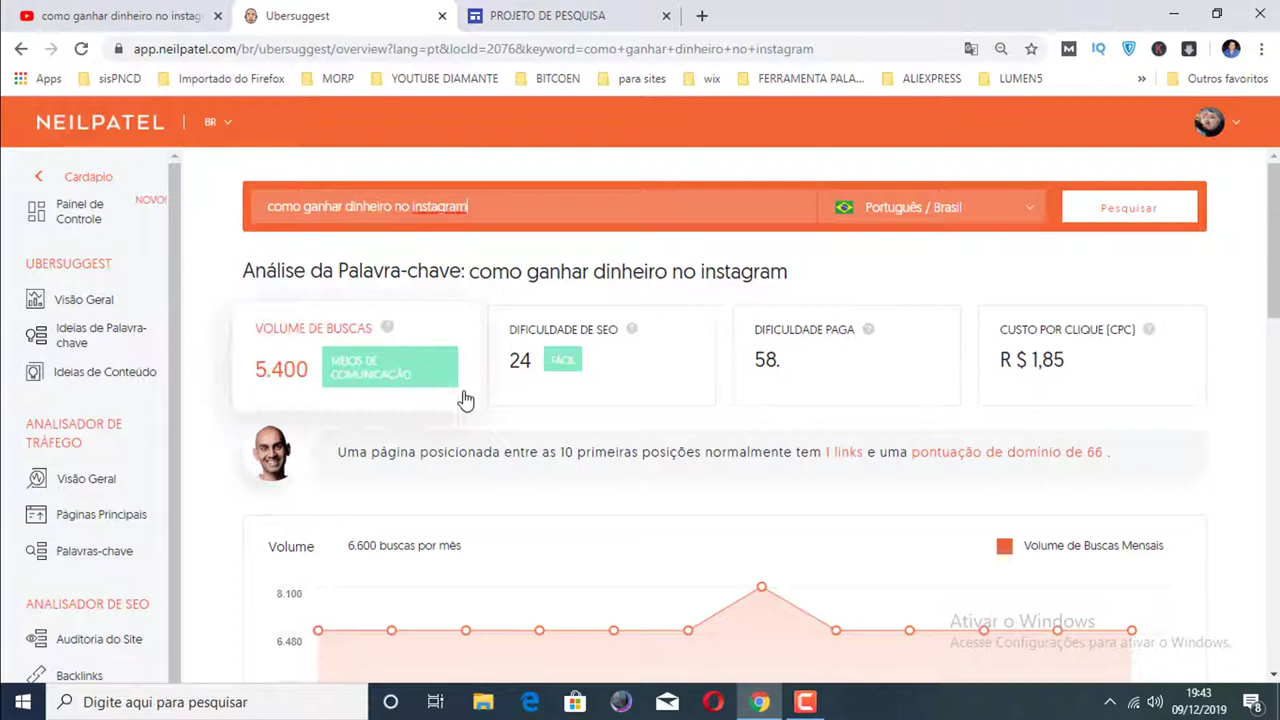 como ganhar dinheiro no instag
Ubersuggest
PROJETO DE PESQUISA
app.neilpatel.com/br/ubersuggest/overview?lang=pt&locId=2076&keyword=como+ganhar+dinheiro+no+instagram
Apps sisPNCD Importado do Firefox MORP YOUTUBE DIAMANTE BITCOEN para sites wix FERRAMENTA PALA... ALIEXPRESS LUMEN5 » Outros favoritos
NEILPATEL BR
Cardápio
Painel de Controle NOVO!
UBERSUGGEST
Visão Geral
Ideias de Palavra-
chave
Ideias de Conteúdo
ANALISADOR DE
TRÁFEGO
Visão Geral
Páginas Principais
Palavras-chave
ANALISADOR DE SEO
Auditoria do Site
Backlinks
como ganhar dinheiro no instagram Português / Brasil Pesquisar
Análise da Palavra-chave: como ganhar dinheiro no instagram
VOLUME DE BUSCAS ?
5.400 MEIOS DE
COMUNICAÇÃO
DIFICULDADE DE SEO ?
24 FÁCIL
DIFICULDADE PAGA ?
58.
CUSTO POR CLIQUE [CPC] ?
R $ 1,85
Uma página posicionada entre as 10 primeiras posições normalmente tem 1 links e uma pontuação de domínio de 66 .
Volume 6.600 buscas por mês Volume de Buscas Mensais
8.100
6.480
Ativar o Windows
Acesse Configurações para ativar o Windows.
Digite aqui para pesquisar
19:43
09/12/2019
8